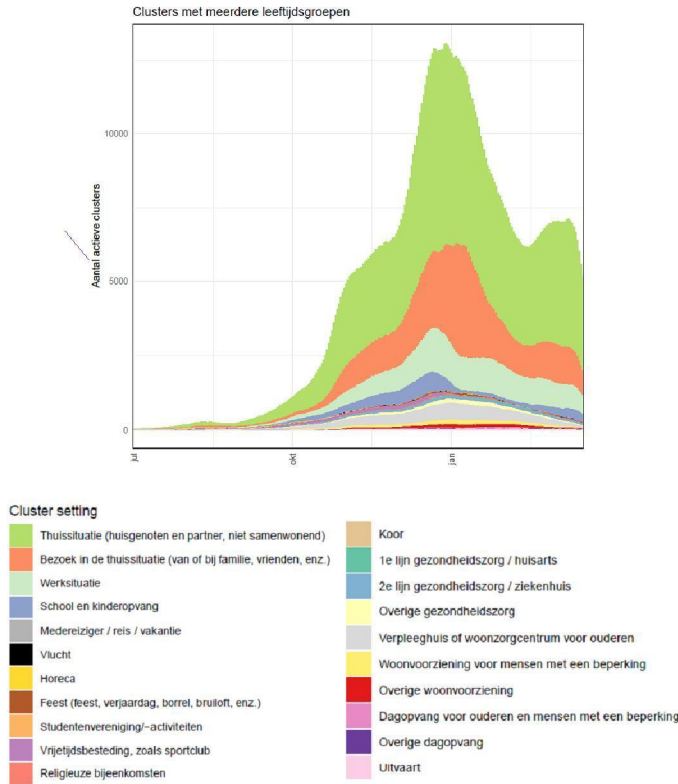 Clusters met meerdere leeftijdsgroepen
10000
5000
0
Aantal actieve clusters
jul
okt
jan
Cluster setting
Thuissituatie (huisgenoten en partner, niet samenwonend)
Bezoek in de thuissituatie (van of bij familie, vrienden, enz.)
Werksituatie
School en kinderopvang
Medereiziger / reis / vakantie
Vlucht
Horeca
Feest (feest, verjaardag, borrel, bruiloft, enz.)
Studentenvereniging/-activiteiten
Vrijetijdsbesteding, zoals sportclub
Religieuze bijeenkomsten
Koor
1e lijn gezondheidszorg / huisarts
2e lijn gezondheidszorg / ziekenhuis
Overige gezondheidszorg
Verpleeghuis of woonzorgcentrum voor ouderen
Woonvoorziening voor mensen met een beperking
Overige woonvoorziening
Dagopvang voor ouderen en mensen met een beperking
Overige dagopvang
Uitvaart